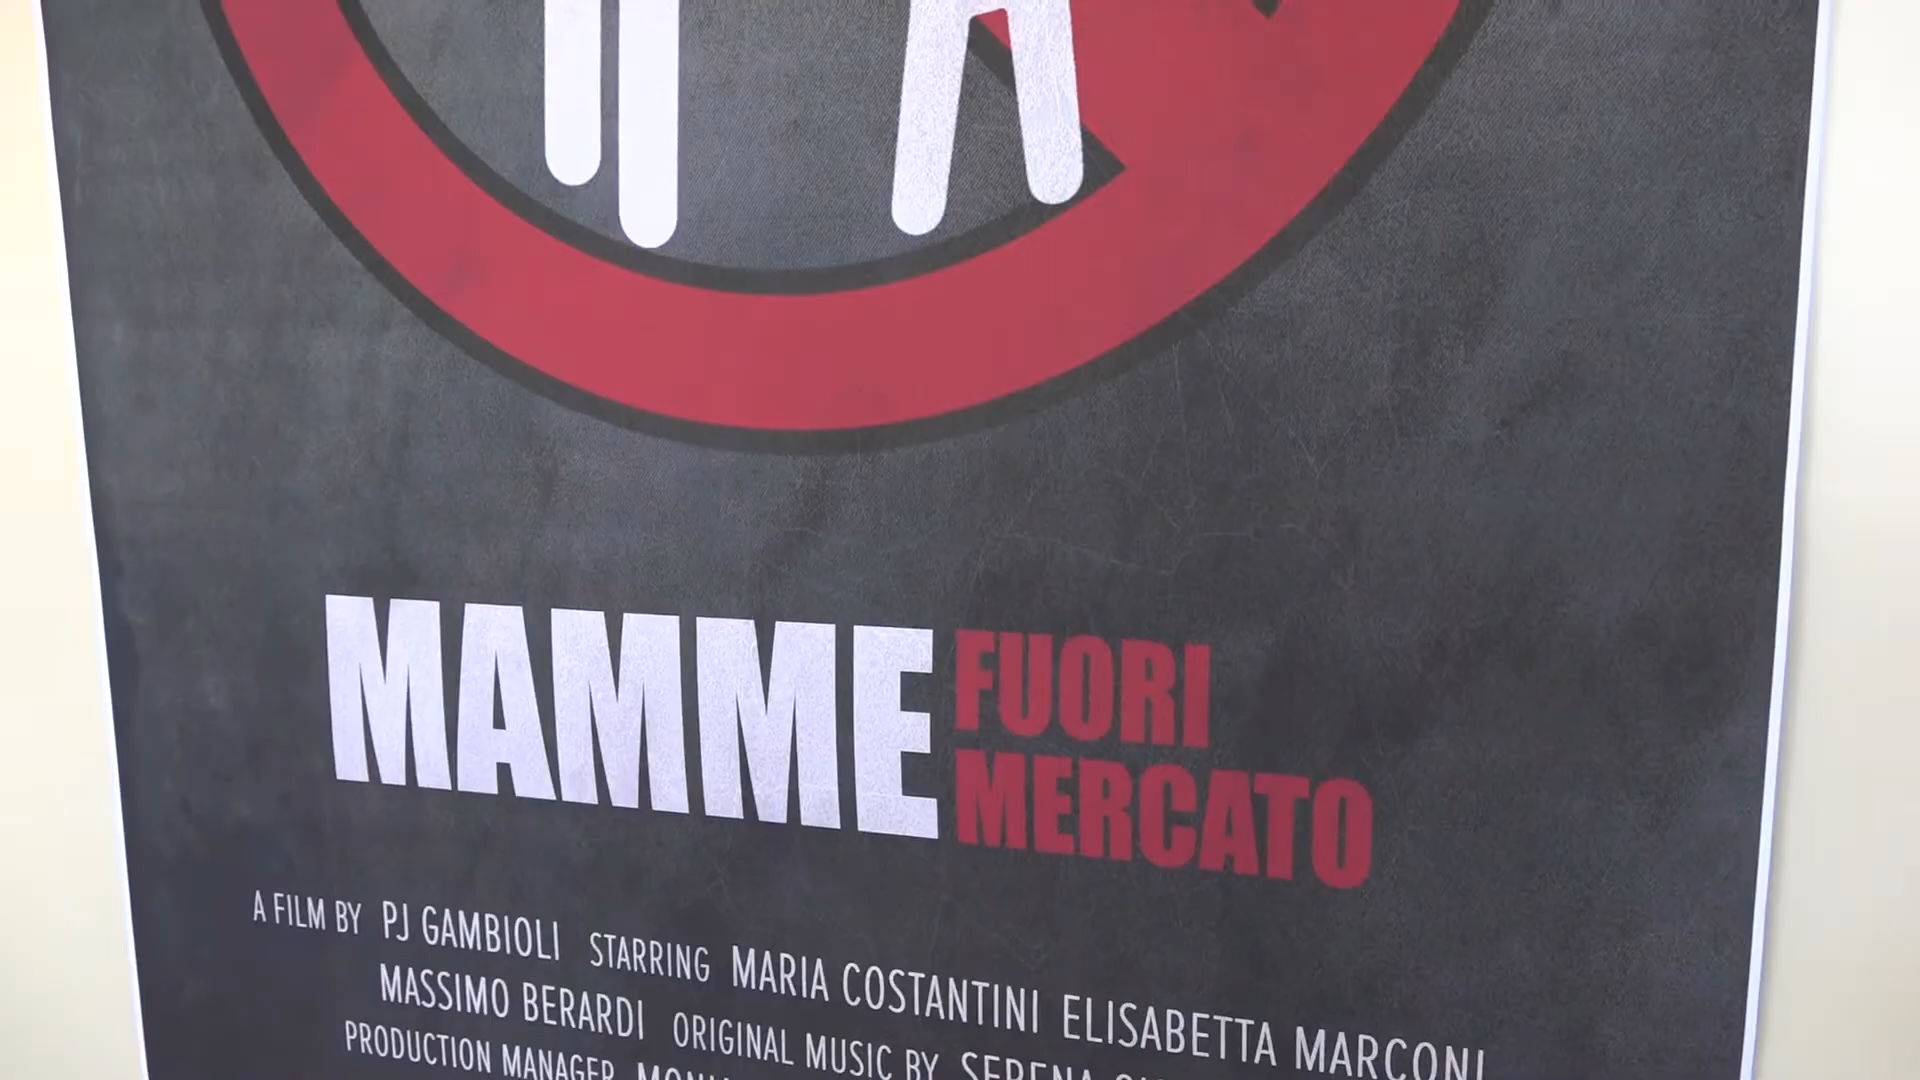 MAMME FUORI
MERCATO
A FILM BY PJ GAMBIOLI STARRING MARIA COSTANTINI ELISABETTA MARCONI
MASSIMO BERARDI ORIGINAL MUSIC BY SERENA
PRODUCTION MANAGER